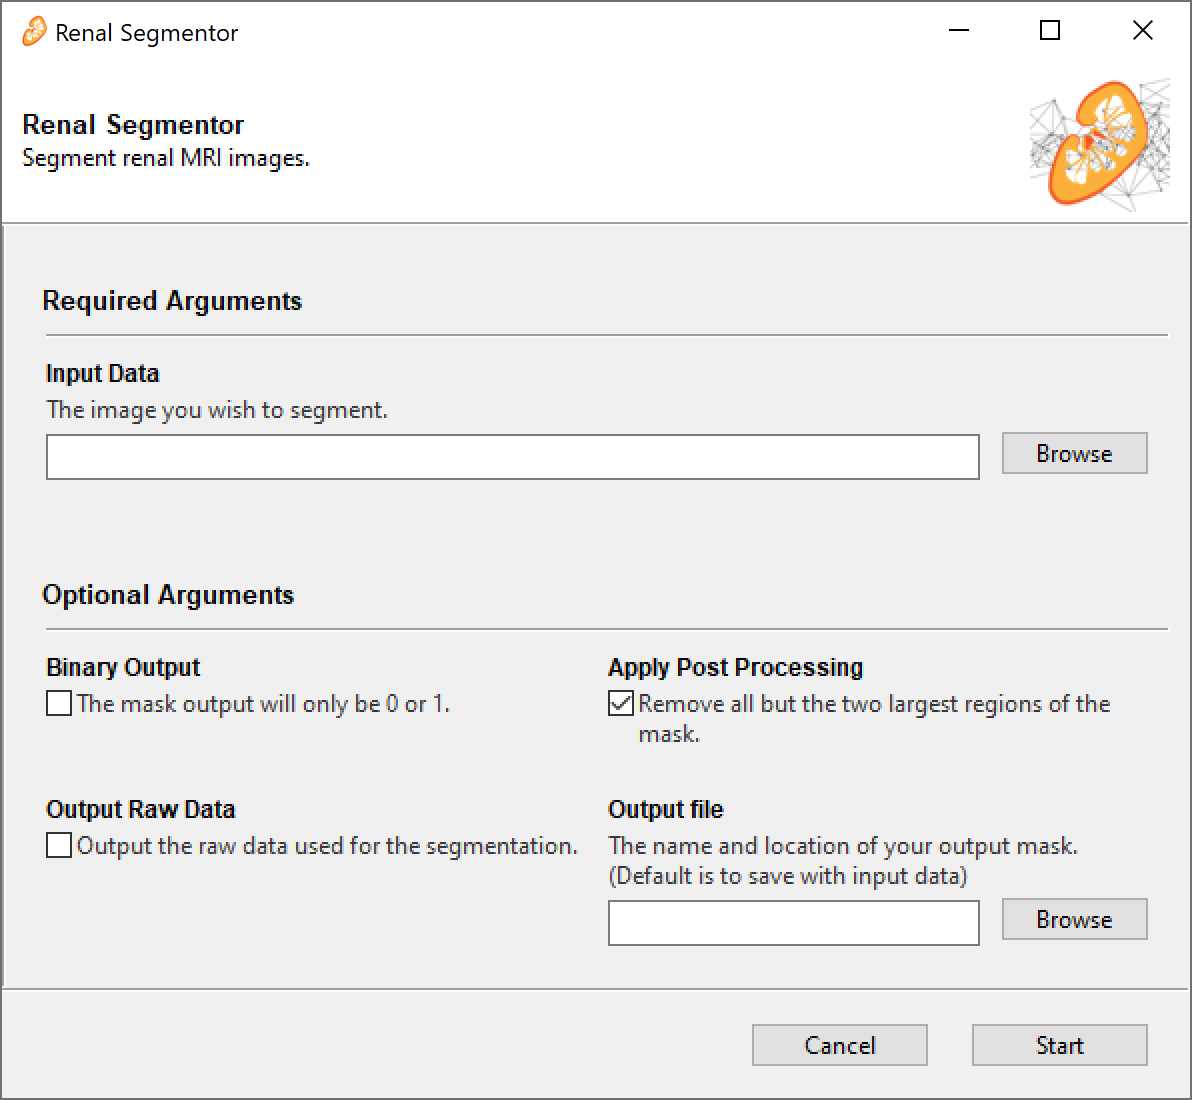 Renal Segmentor
Renal Segmentor
Segment renal MRI images.
Required Arguments
Input Data
The image you wish to segment.
Browse
Optional Arguments
Binary Output
The mask output will only be 0 or 1.
Apply Post Processing
Remove all but the two largest regions of the
mask.
Output Raw Data
Output the raw data used for the segmentation.
Output file
The name and location of your output mask.
(Default is to save with input data)
Browse
Cancel
Start